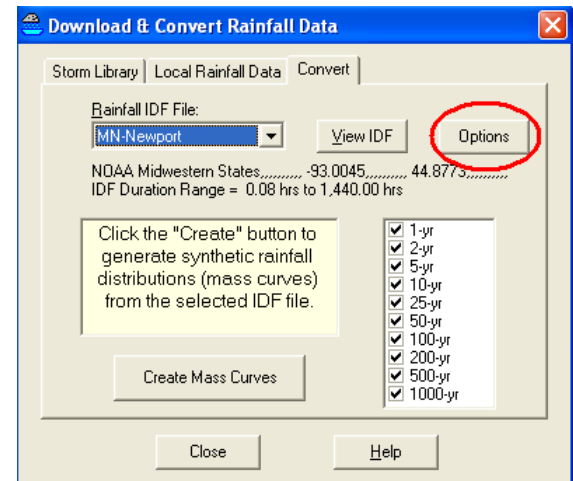 Download & Convert Rainfall Data
Storm Library Local Rainfall Data Convert
Rainfall IDF File:
MN-Newport View IDF Options
NOAA Midwestern States,,,,,,,,,, -93.0045,,,,,,,,, 44.8773,,,,,,,,,
IDF Duration Range = 0.08 hrs to 1,440.00 hrs
Click the "Create" button to
generate synthetic rainfall
distributions (mass curves)
from the selected IDF file.
1-yr
2-yr
5-yr
10-yr
25-yr
50-yr
100-yr
200-yr
500-yr
1000-yr
Create Mass Curves
Close Help